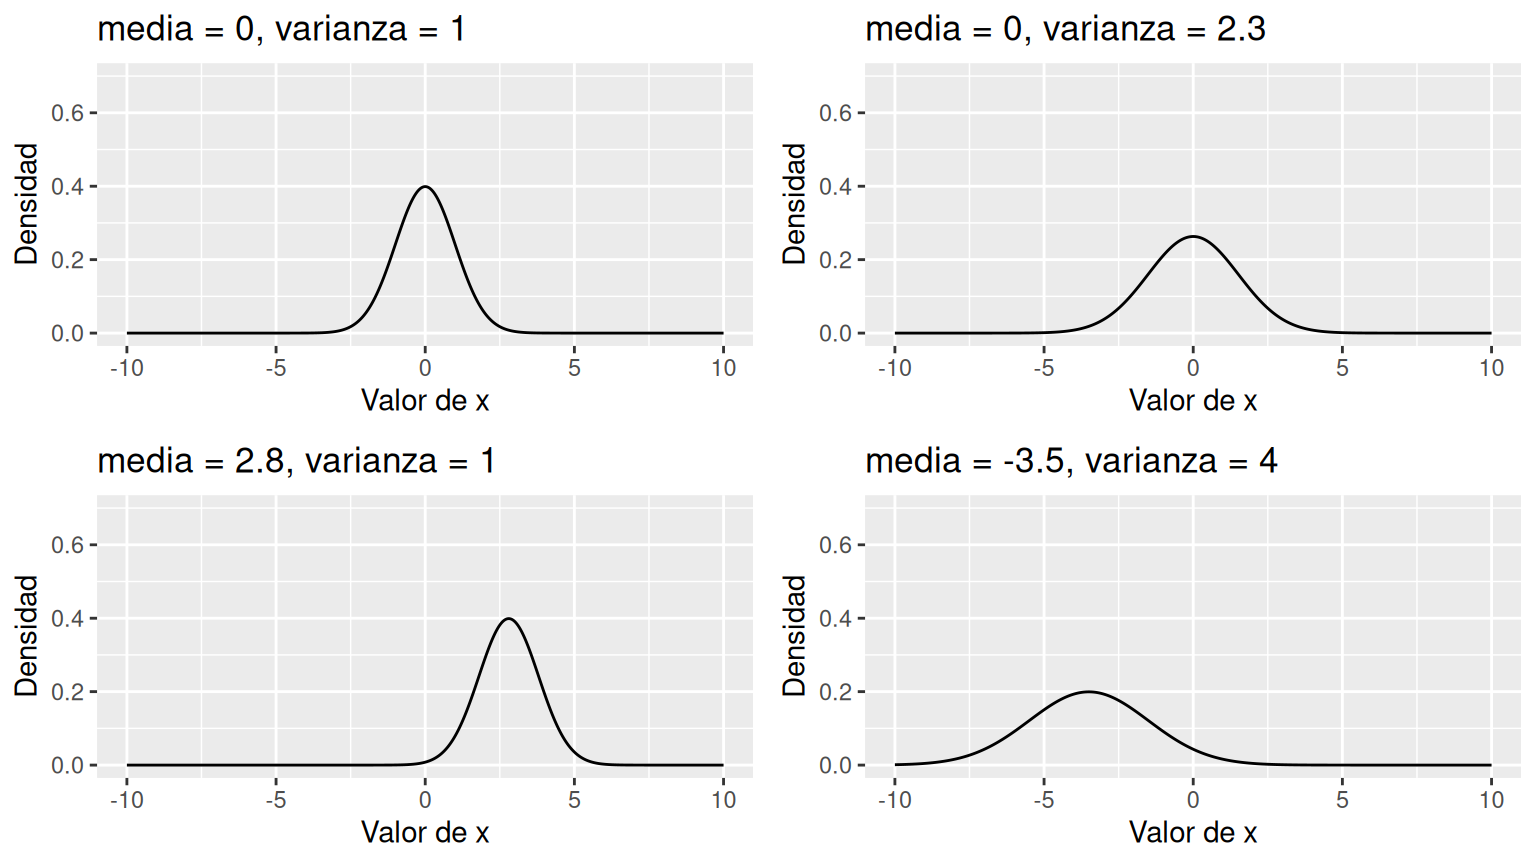 media = 0, varianza = 1
0.6
0.4
0.2
0.0
Densidad
-10 -5 0 5 10
Valor de x
media = 0, varianza = 2.3
0.6
0.4
0.2
0.0
Densidad
-10 -5 0 5 10
Valor de x
media = 2.8, varianza = 1
0.6
0.4
0.2
0.0
Densidad
-10 -5 0 5 10
Valor de x
media = -3.5, varianza = 4
0.6
0.4
0.2
0.0
Densidad
-10 -5 0 5 10
Valor de x